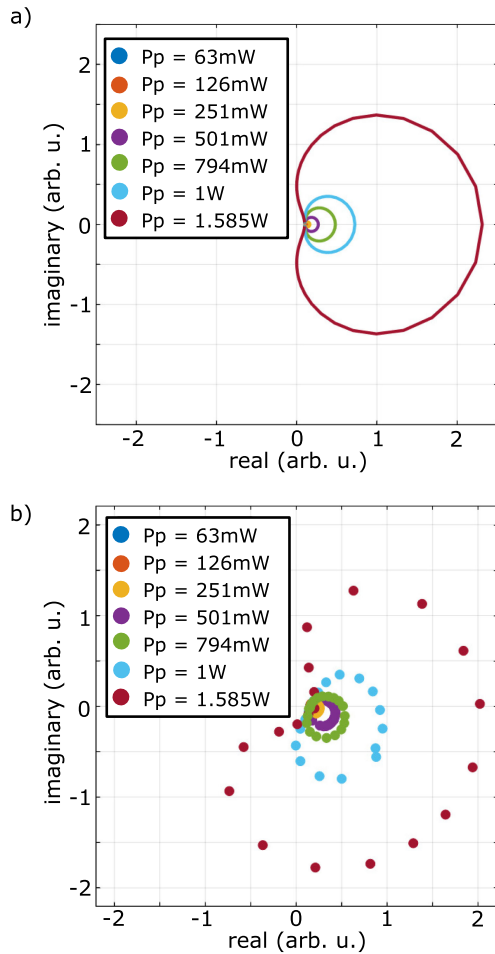 a)
Pp = 63mW
Pp = 126mW
Pp = 251mW
Pp = 501mW
Pp = 794mW
Pp = 1W
Pp = 1.585W
imaginary (arb. u.)
2
1
0
-1
-2
-2 -1 0 1 2
real (arb. u.)
b)
Pp = 63mW
Pp = 126mW
Pp = 251mW
Pp = 501mW
Pp = 794mW
Pp = 1W
Pp = 1.585W
imaginary (arb. u.)
2
1
0
-1
-2
-2 -1 0 1 2
real (arb. u.)